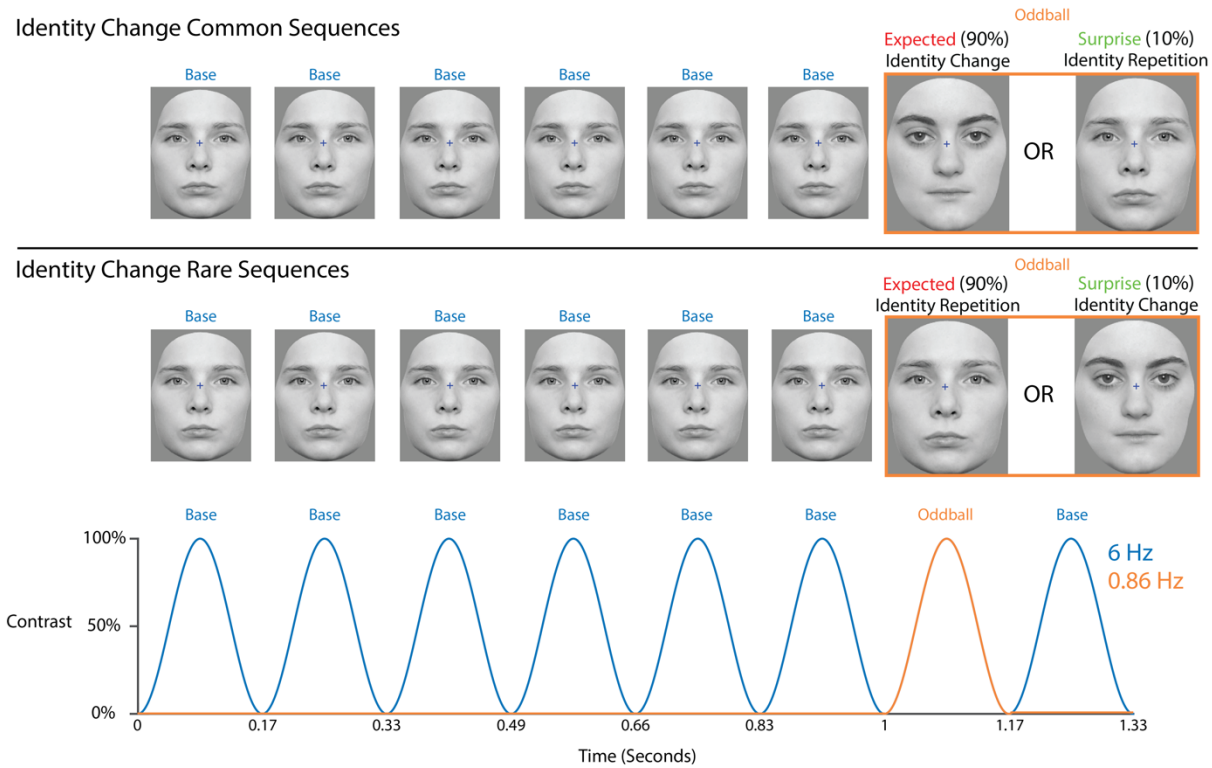 Identity Change Common Sequences
Oddball
Expected (90%) Surprise (10%)
Identity Change Identity Repetition
Base Base Base Base Base Base
OR
Identity Change Rare Sequences
Oddball
Expected (90%) Surprise (10%)
Identity Repetition Identity Change
Base Base Base Base Base Base
OR
Base Base Base Base Base Base Oddball Base
100%
6 Hz
0.86 Hz
Contrast 50%
0%
0 0.17 0.33 0.49 0.66 0.83 1 1.17 1.33
Time (Seconds)